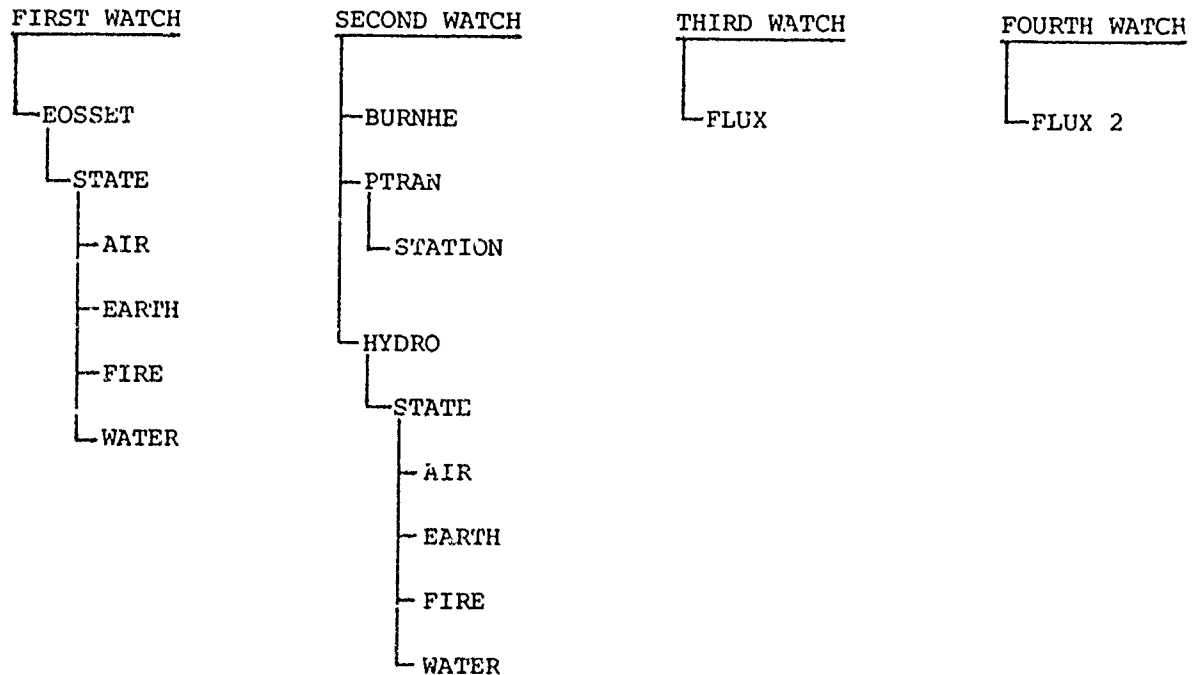 FIRST WATCH
EOSSET
STATE
AIR
EARTH
FIRE
WATER
SECOND WATCH
BURNHE
PTRAN
STATION
HYDRO
STATE
AIR
EARTH
FIRE
WATER
THIRD WATCH
FLUX
FOURTH WATCH
FLUX 2